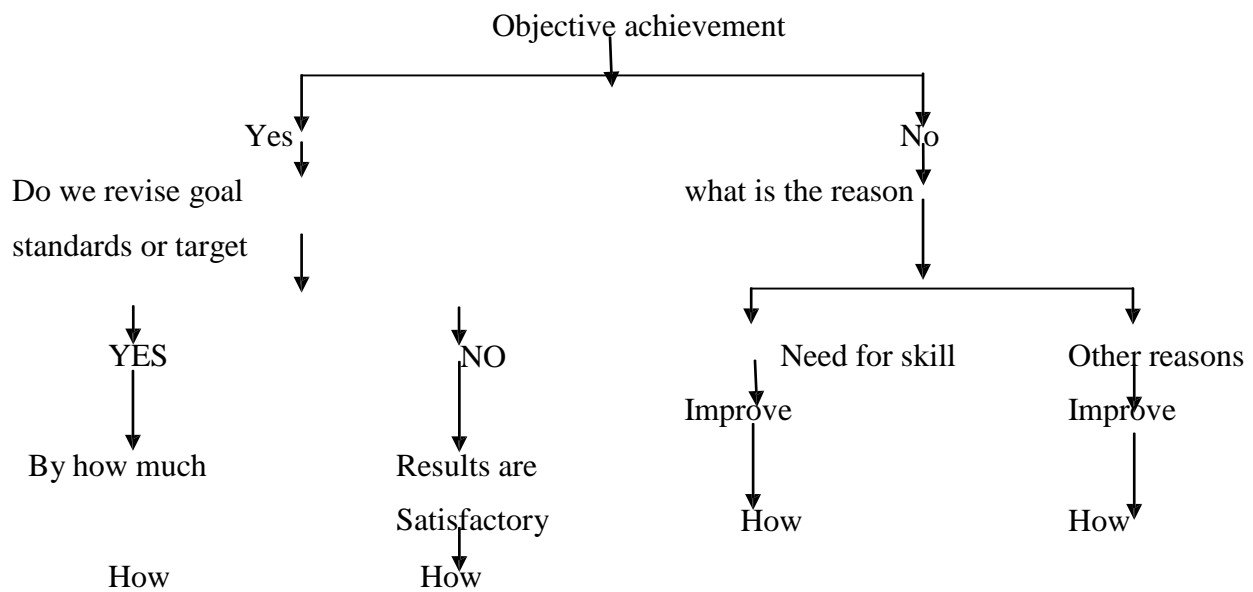 Objective achievement
Yes
No
Do we revise goal
what is the reason
standards or target
YES
NO
Need for skill
Other reasons
Improve
Improve
By how much
Results are
Satisfactory
How
How
How
How